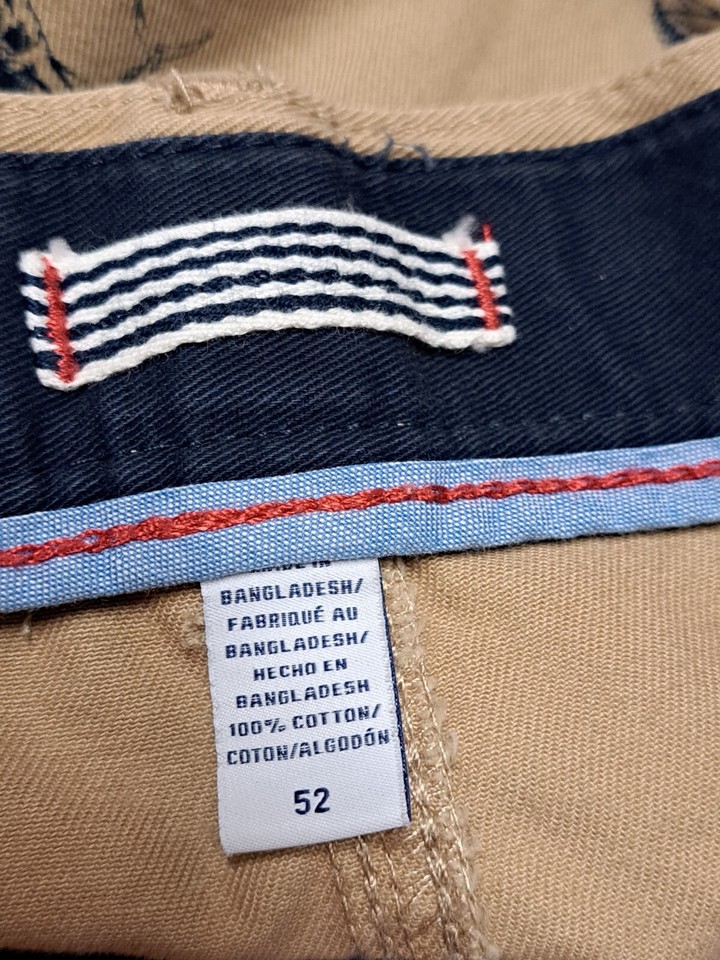 BANGLADESH/
FABRIQUÉ AU
BANGLADESH/
HECHO EN
BANGLADESH
100% COTTON/
COTON/ALGODÓN
52